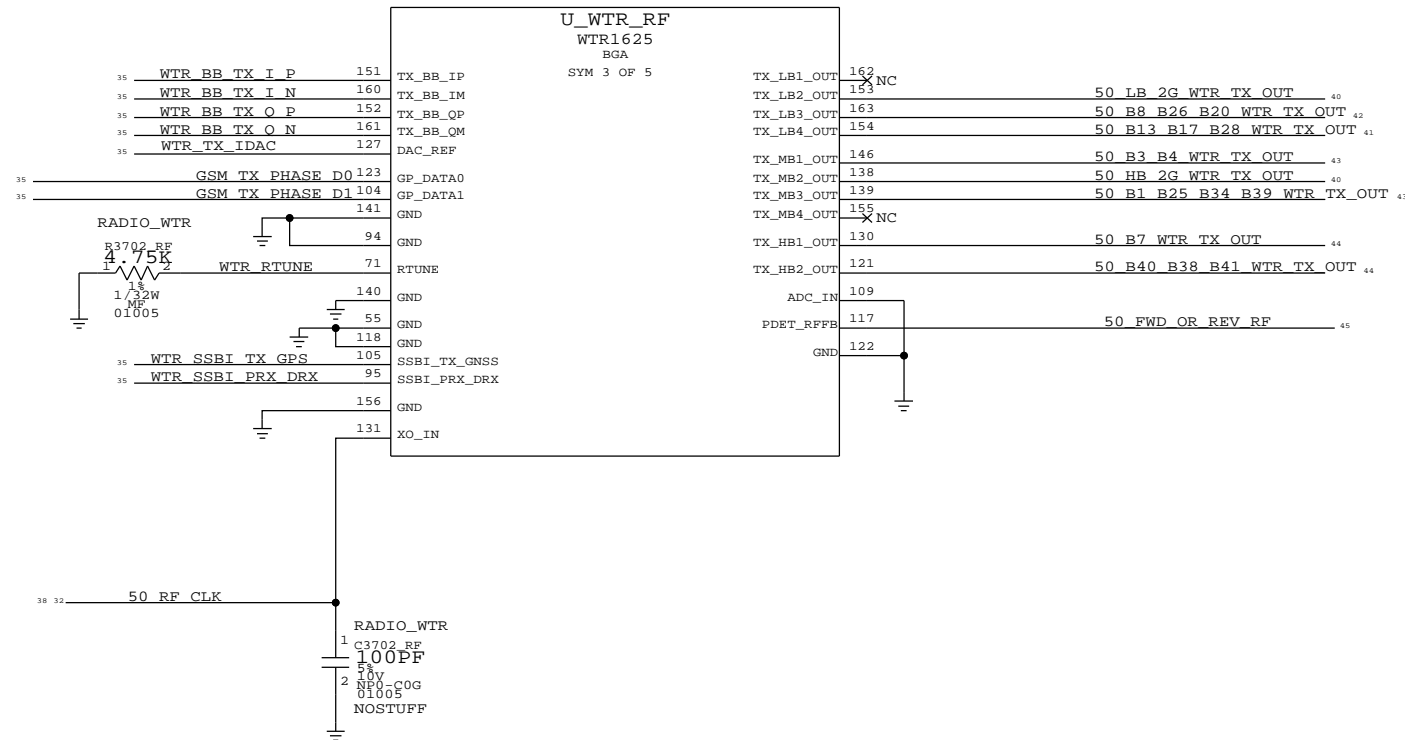 U_WTR_RF
WTR1625
BGA
SYM 3 OF 5
35 WTR_BB_TX_I_P 151 TX_BB_IP
35 WTR_BB_TX_I_N 160 TX_BB_IM
35 WTR_BB_TX_Q_P 152 TX_BB_QP
35 WTR_BB_TX_Q_N 161 TX_BB_QM
35 WTR_TX_IDAC 127 DAC_REF
35 GSM_TX_PHASE_D0 123 GP_DATA0
35 GSM_TX_PHASE_D1 104 GP_DATA1
141 GND
94 GND
RADIO_WTR
R3702_RF
4.75K
1 2 WTR_RTUNE 71 RTUNE
1%
1/32W
MF
01005
140 GND
55 GND
118 GND
35 WTR_SSBI_TX_GPS 105 SSBI_TX_GNSS
35 WTR_SSBI_PRX_DRX 95 SSBI_PRX_DRX
156 GND
131 XO_IN
TX_LB1_OUT 162 NC
TX_LB2_OUT 153 50_LB_2G_WTR_TX_OUT 40
TX_LB3_OUT 163 50_B8_B26_B20_WTR_TX_OUT 42
TX_LB4_OUT 154 50_B13_B17_B28_WTR_TX_OUT 41
TX_MB1_OUT 146 50_B3_B4_WTR_TX_OUT 43
TX_MB2_OUT 138 50_HB_2G_WTR_TX_OUT 40
TX_MB3_OUT 139 50_B1_B25_B34_B39_WTR_TX_OUT 43
TX_MB4_OUT 155 NC
TX_HB1_OUT 130 50_B7_WTR_TX_OUT 44
TX_HB2_OUT 121 50_B40_B38_B41_WTR_TX_OUT 44
ADC_IN 109
PDET_RFFB 117 50_FWD_OR_REV_RF 45
GND 122
38 32 50_RF_CLK
RADIO_WTR
1 C3702_RF
100PF
5%
10V
2 NP0-C0G
01005
NOSTUFF